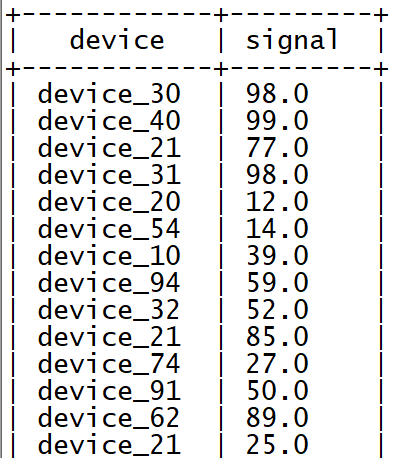 +------------+---------+
|   device   | signal  |
+------------+---------+
| device_30  | 98.0    |
| device_40  | 99.0    |
| device_21  | 77.0    |
| device_31  | 98.0    |
| device_20  | 12.0    |
| device_54  | 14.0    |
| device_10  | 39.0    |
| device_94  | 59.0    |
| device_32  | 52.0    |
| device_21  | 85.0    |
| device_74  | 27.0    |
| device_91  | 50.0    |
| device_62  | 89.0    |
| device_21  | 25.0    |